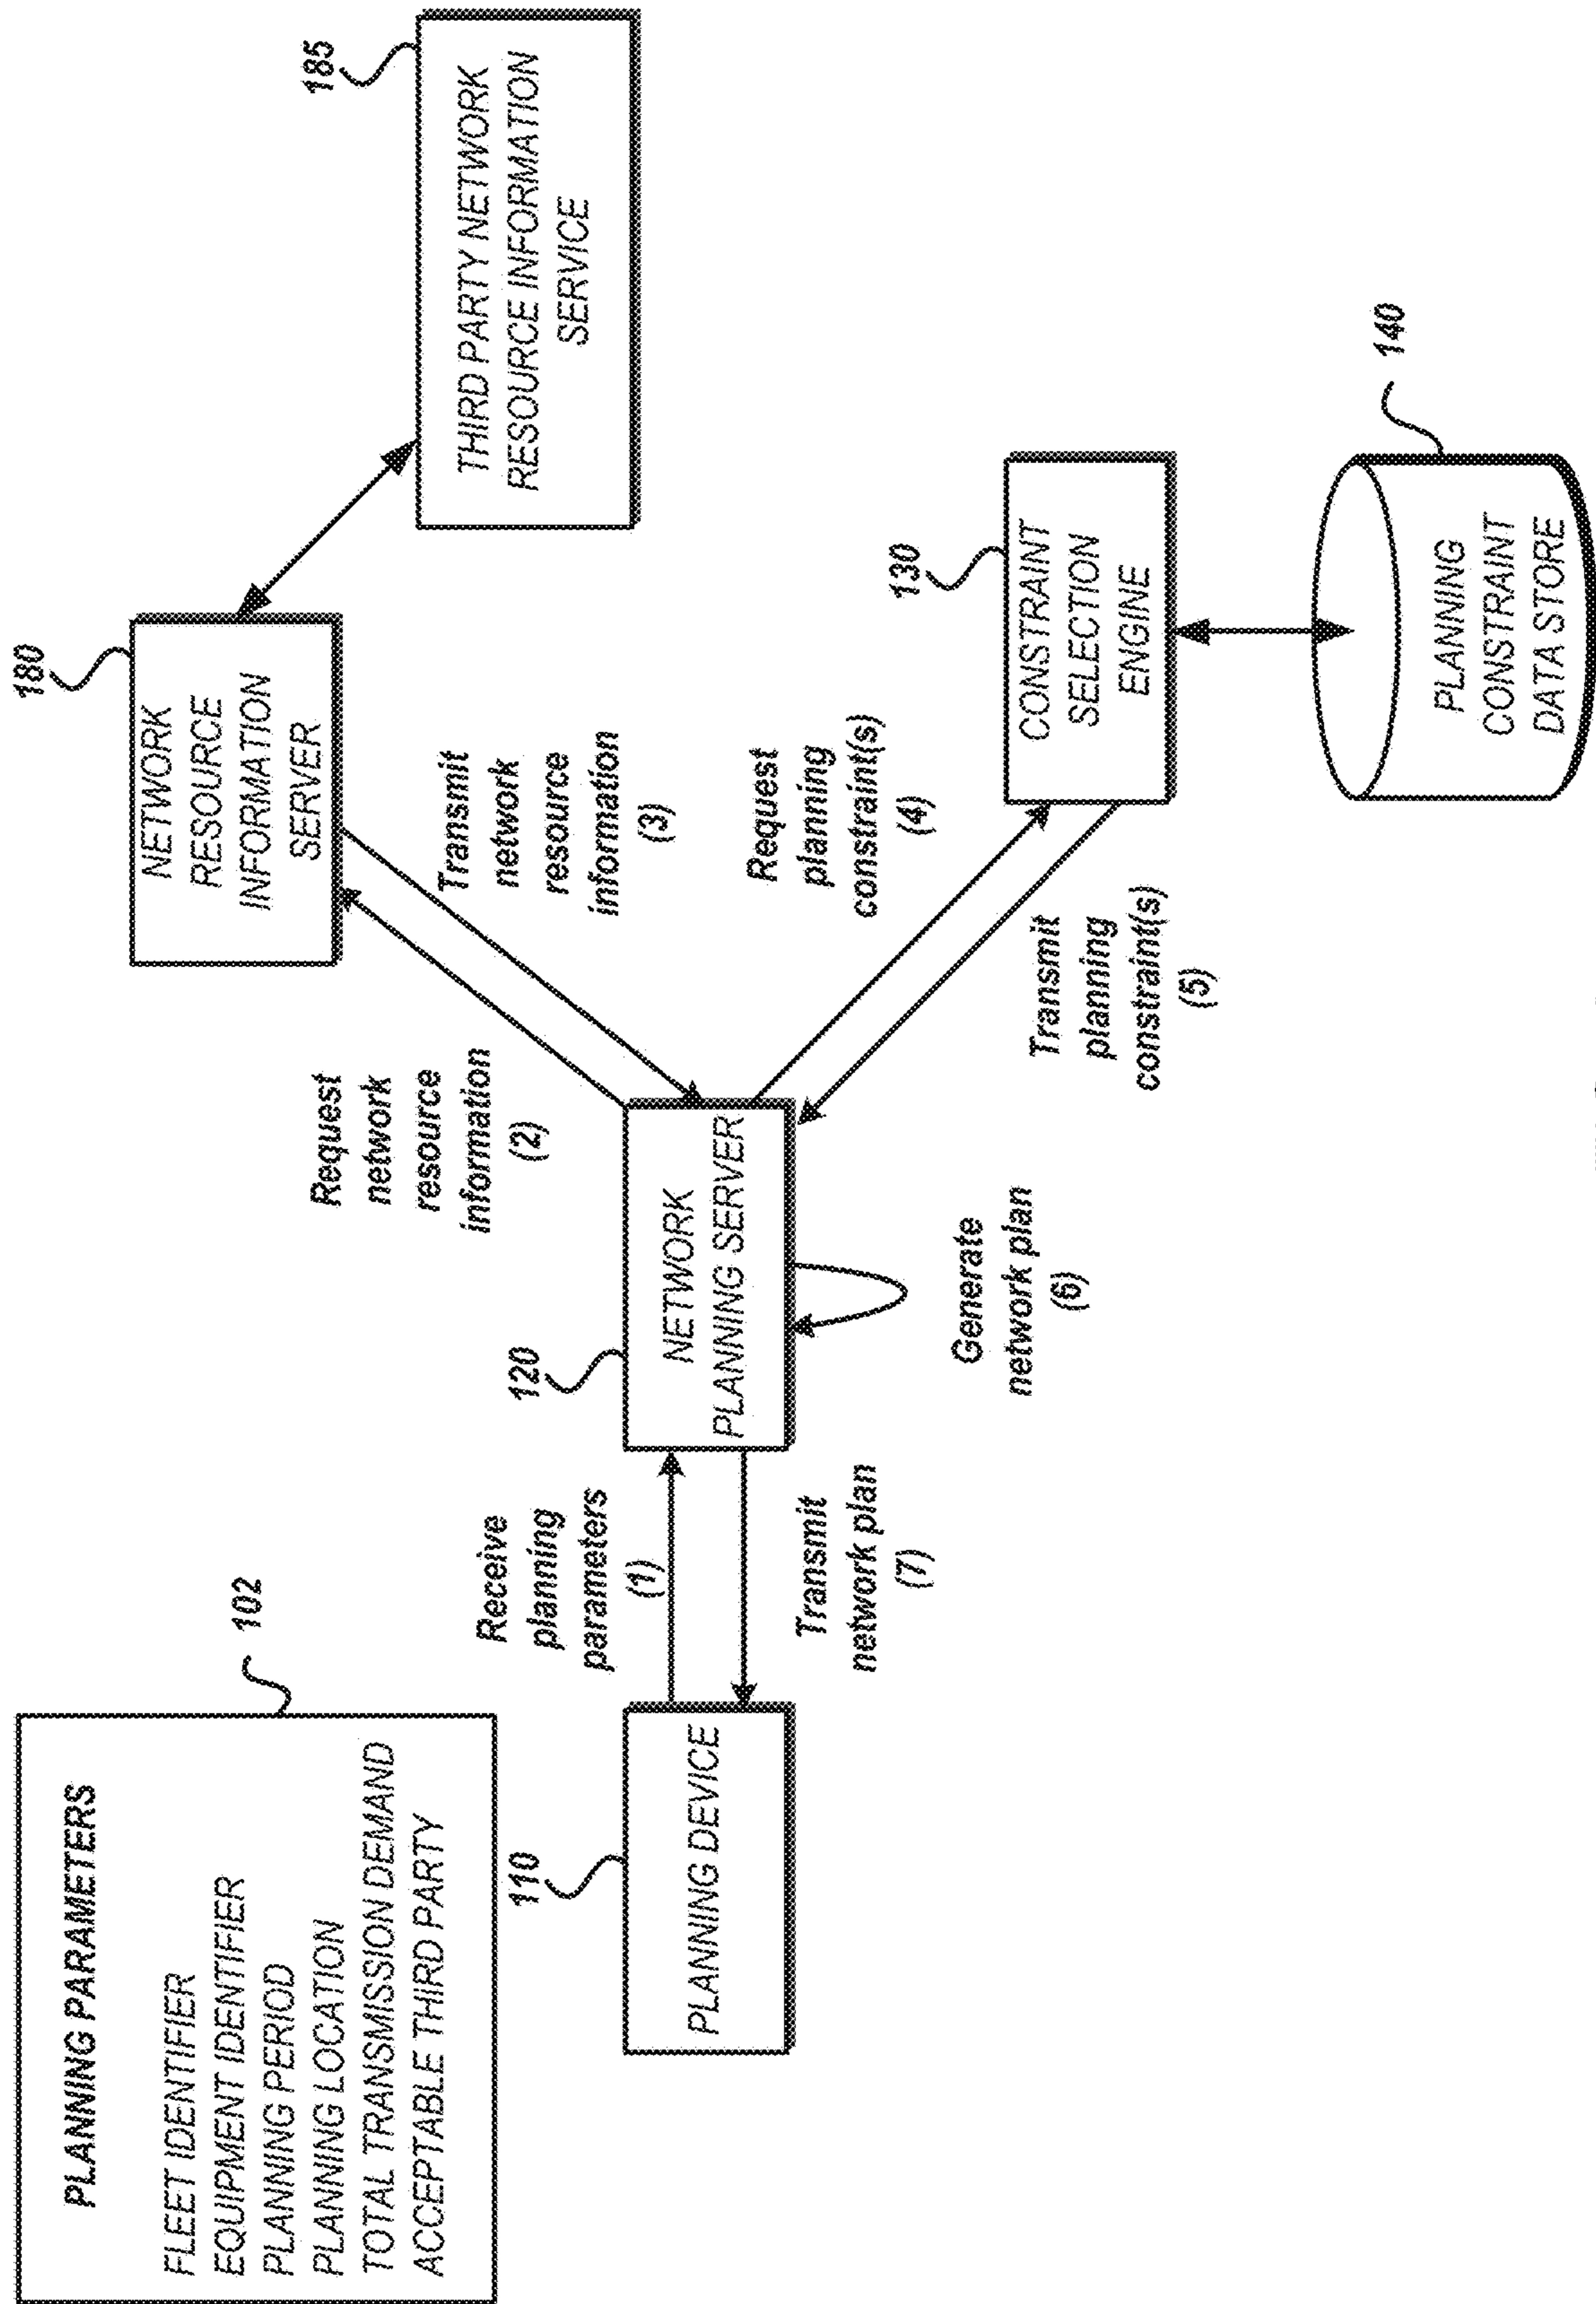 PLANNING PARAMETERS
FLEET IDENTIFIER
EQUIPMENT IDENTIFIER
PLANNING PERIOD
PLANNING LOCATION
TOTAL TRANSMISSION DEMAND
ACCEPTABLE THIRD PARTY
102
110
PLANNING DEVICE
Receive
planning
parameters
(1)
Transmit
network plan
(7)
120
NETWORK
PLANNING SERVER
Generate
network plan
(6)
Request
network
resource
information
(2)
180
NETWORK
RESOURCE
INFORMATION
SERVER
Transmit
network
resource
information
(3)
185
THIRD PARTY NETWORK
RESOURCE INFORMATION
SERVICE
Request
planning
constraint(s)
(4)
Transmit
planning
constraint(s)
(5)
130
CONSTRAINT
SELECTION
ENGINE
140
PLANNING
CONSTRAINT
DATA STORE